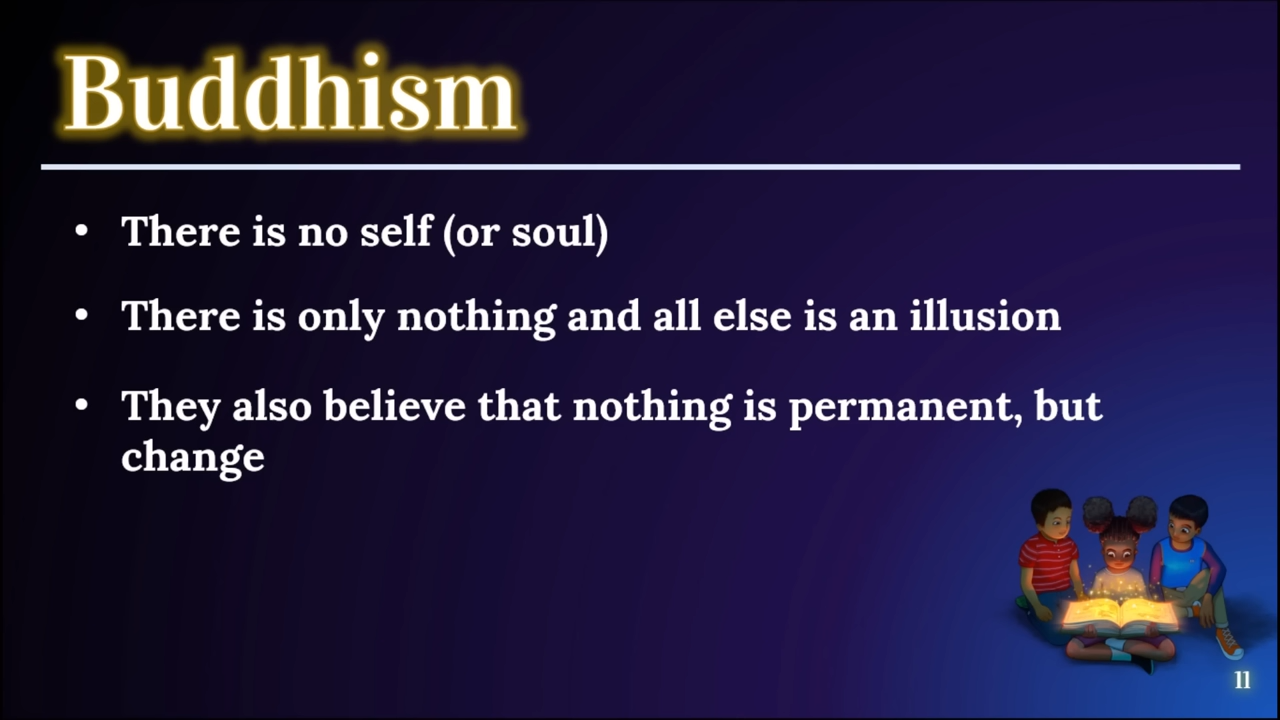 Buddhism
• There is no self (or soul)
• There is only nothing and all else is an illusion
• They also believe that nothing is permanent, but
change
11